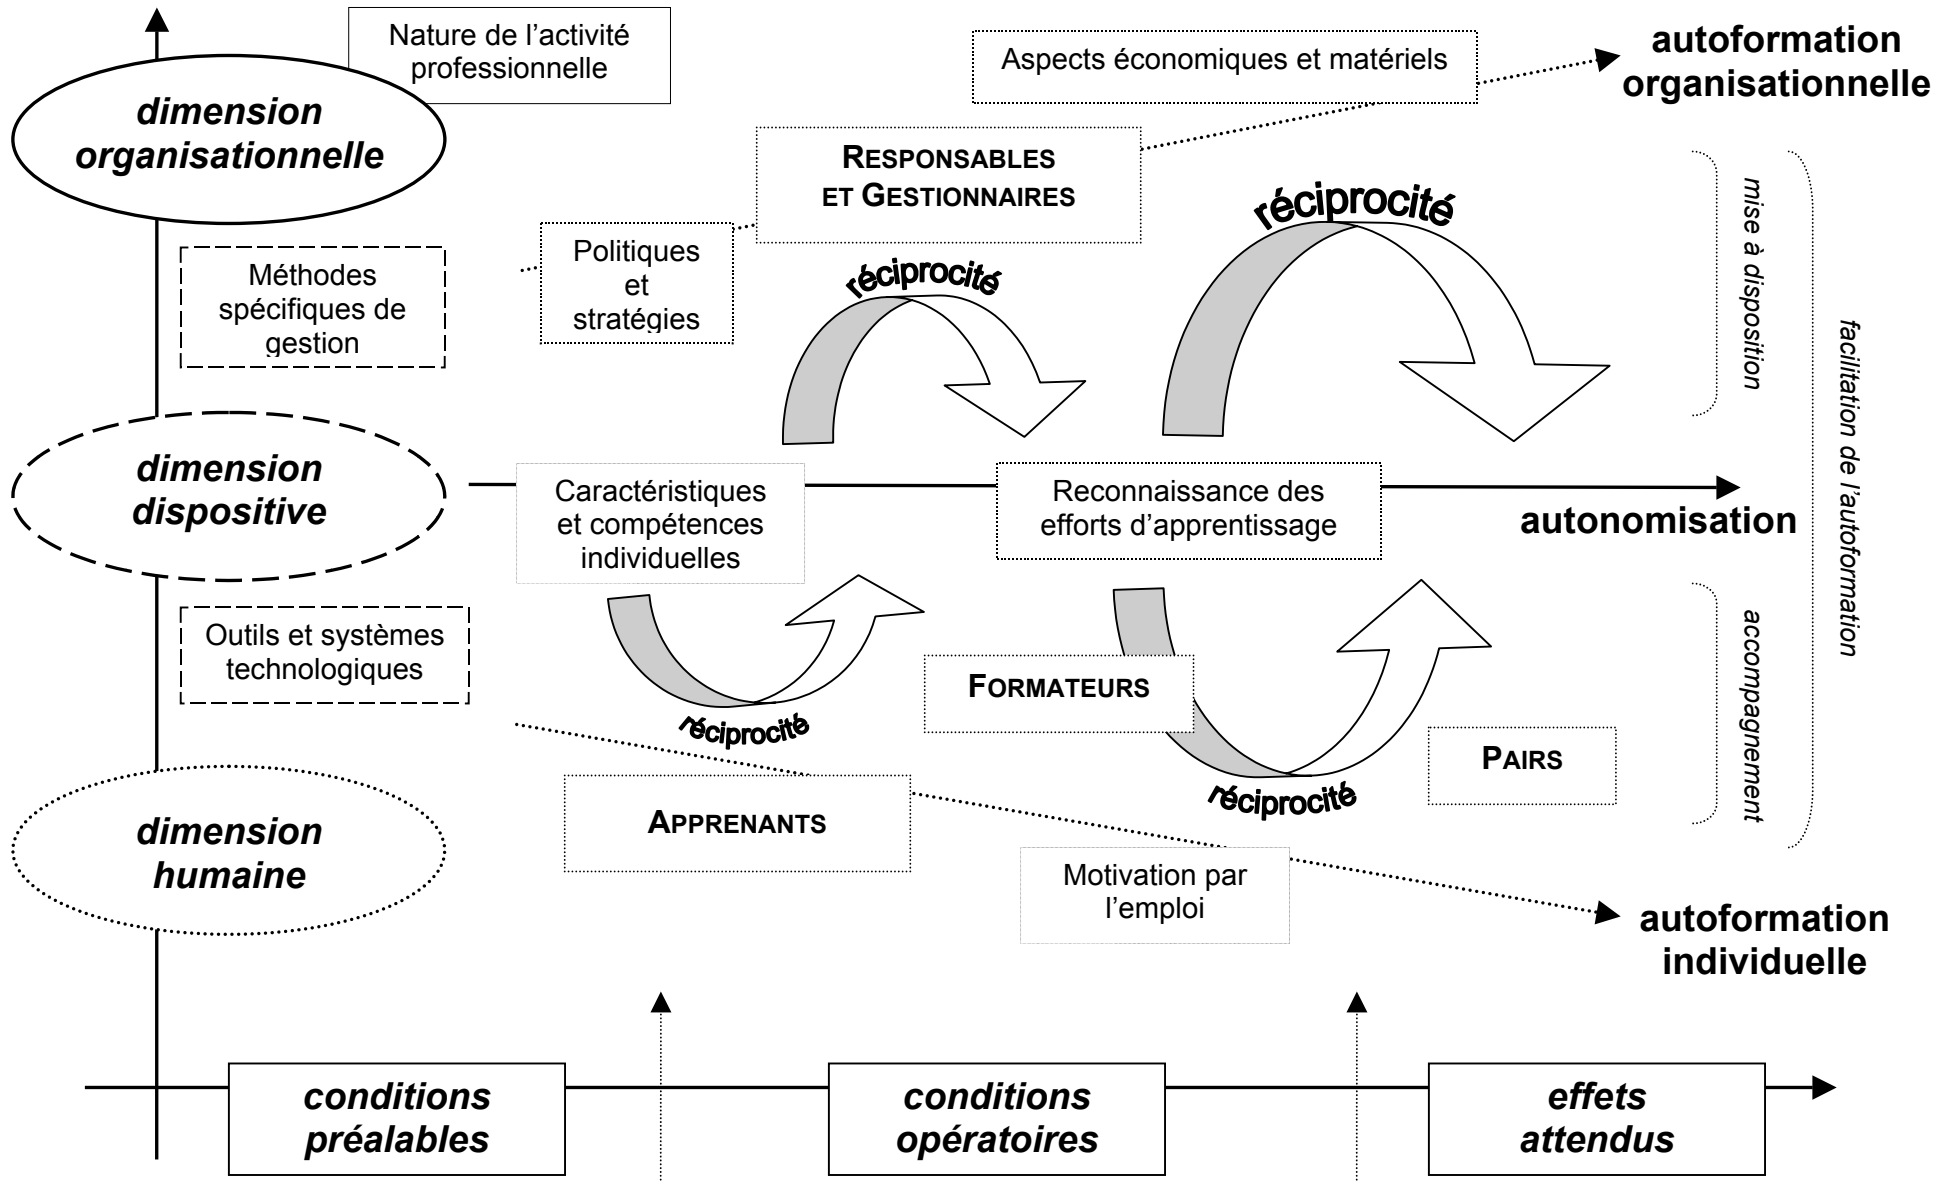 Nature de l’activité
professionnelle
Aspects économiques et matériels
autoformation
organisationnelle
dimension
organisationnelle
RESPONSABLES
ET GESTIONNAIRES
réciprocité
mise à disposition
Méthodes
spécifiques de
gestion
Politiques
et
stratégies
réciprocité
facilitation de l’autoformation
dimension
dispositive
Caractéristiques
et compétences
individuelles
Reconnaissance des
efforts d’apprentissage
autonomisation
Outils et systèmes
technologiques
réciprocité
FORMATEURS
PAIRS
accompagnement
réciprocité
APPRENANTS
dimension
humaine
Motivation par
l’emploi
autoformation
individuelle
conditions
préalables
conditions
opératoires
effets
attendus